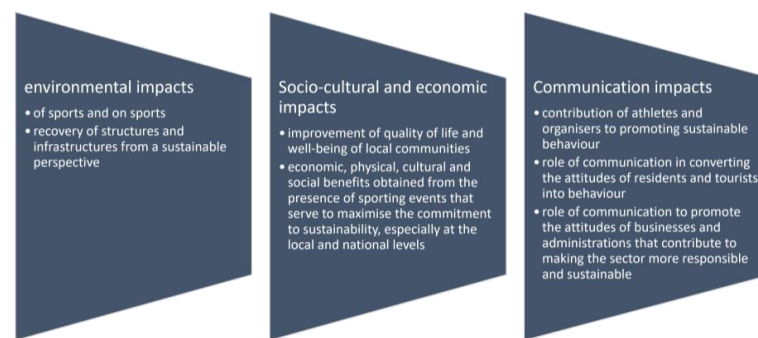 environmental impacts
• of sports and on sports
• recovery of structures and
infrastructures from a sustainable
perspective
Socio-cultural and economic
impacts
• improvement of quality of life and
well-being of local communities
• economic, physical, cultural and
social benefits obtained from the
presence of sporting events that
serve to maximise the commitment
to sustainability, especially at the
local and national levels
Communication impacts
• contribution of athletes and
organisers to promoting sustainable
behaviour
• role of communication in converting
the attitudes of residents and tourists
into behaviour
• role of communication to promote
the attitudes of businesses and
administrations that contribute to
making the sector more responsible
and sustainable